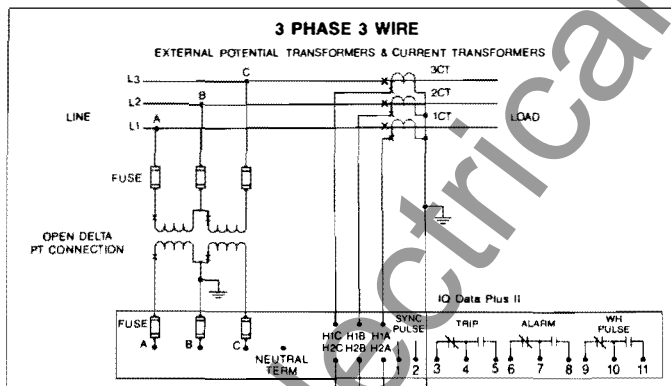 3 PHASE 3 WIRE
EXTERNAL POTENTIAL TRANSFORMERS & CURRENT TRANSFORMERS
C
3CT
L3
2CT
B
L2
LINE
A
1CT
LOAD
L1
FUSE
OPEN DELTA
PT CONNECTION
IQ Data Plus II
FUSE
A B C
NEUTRAL
TERM
H1C H1B H1A
H2C H2B H2A
SYNC
PULSE
1 2
TRIP
3 4 5
ALARM
6 7 8
WH
PULSE
9 10 11
electrical